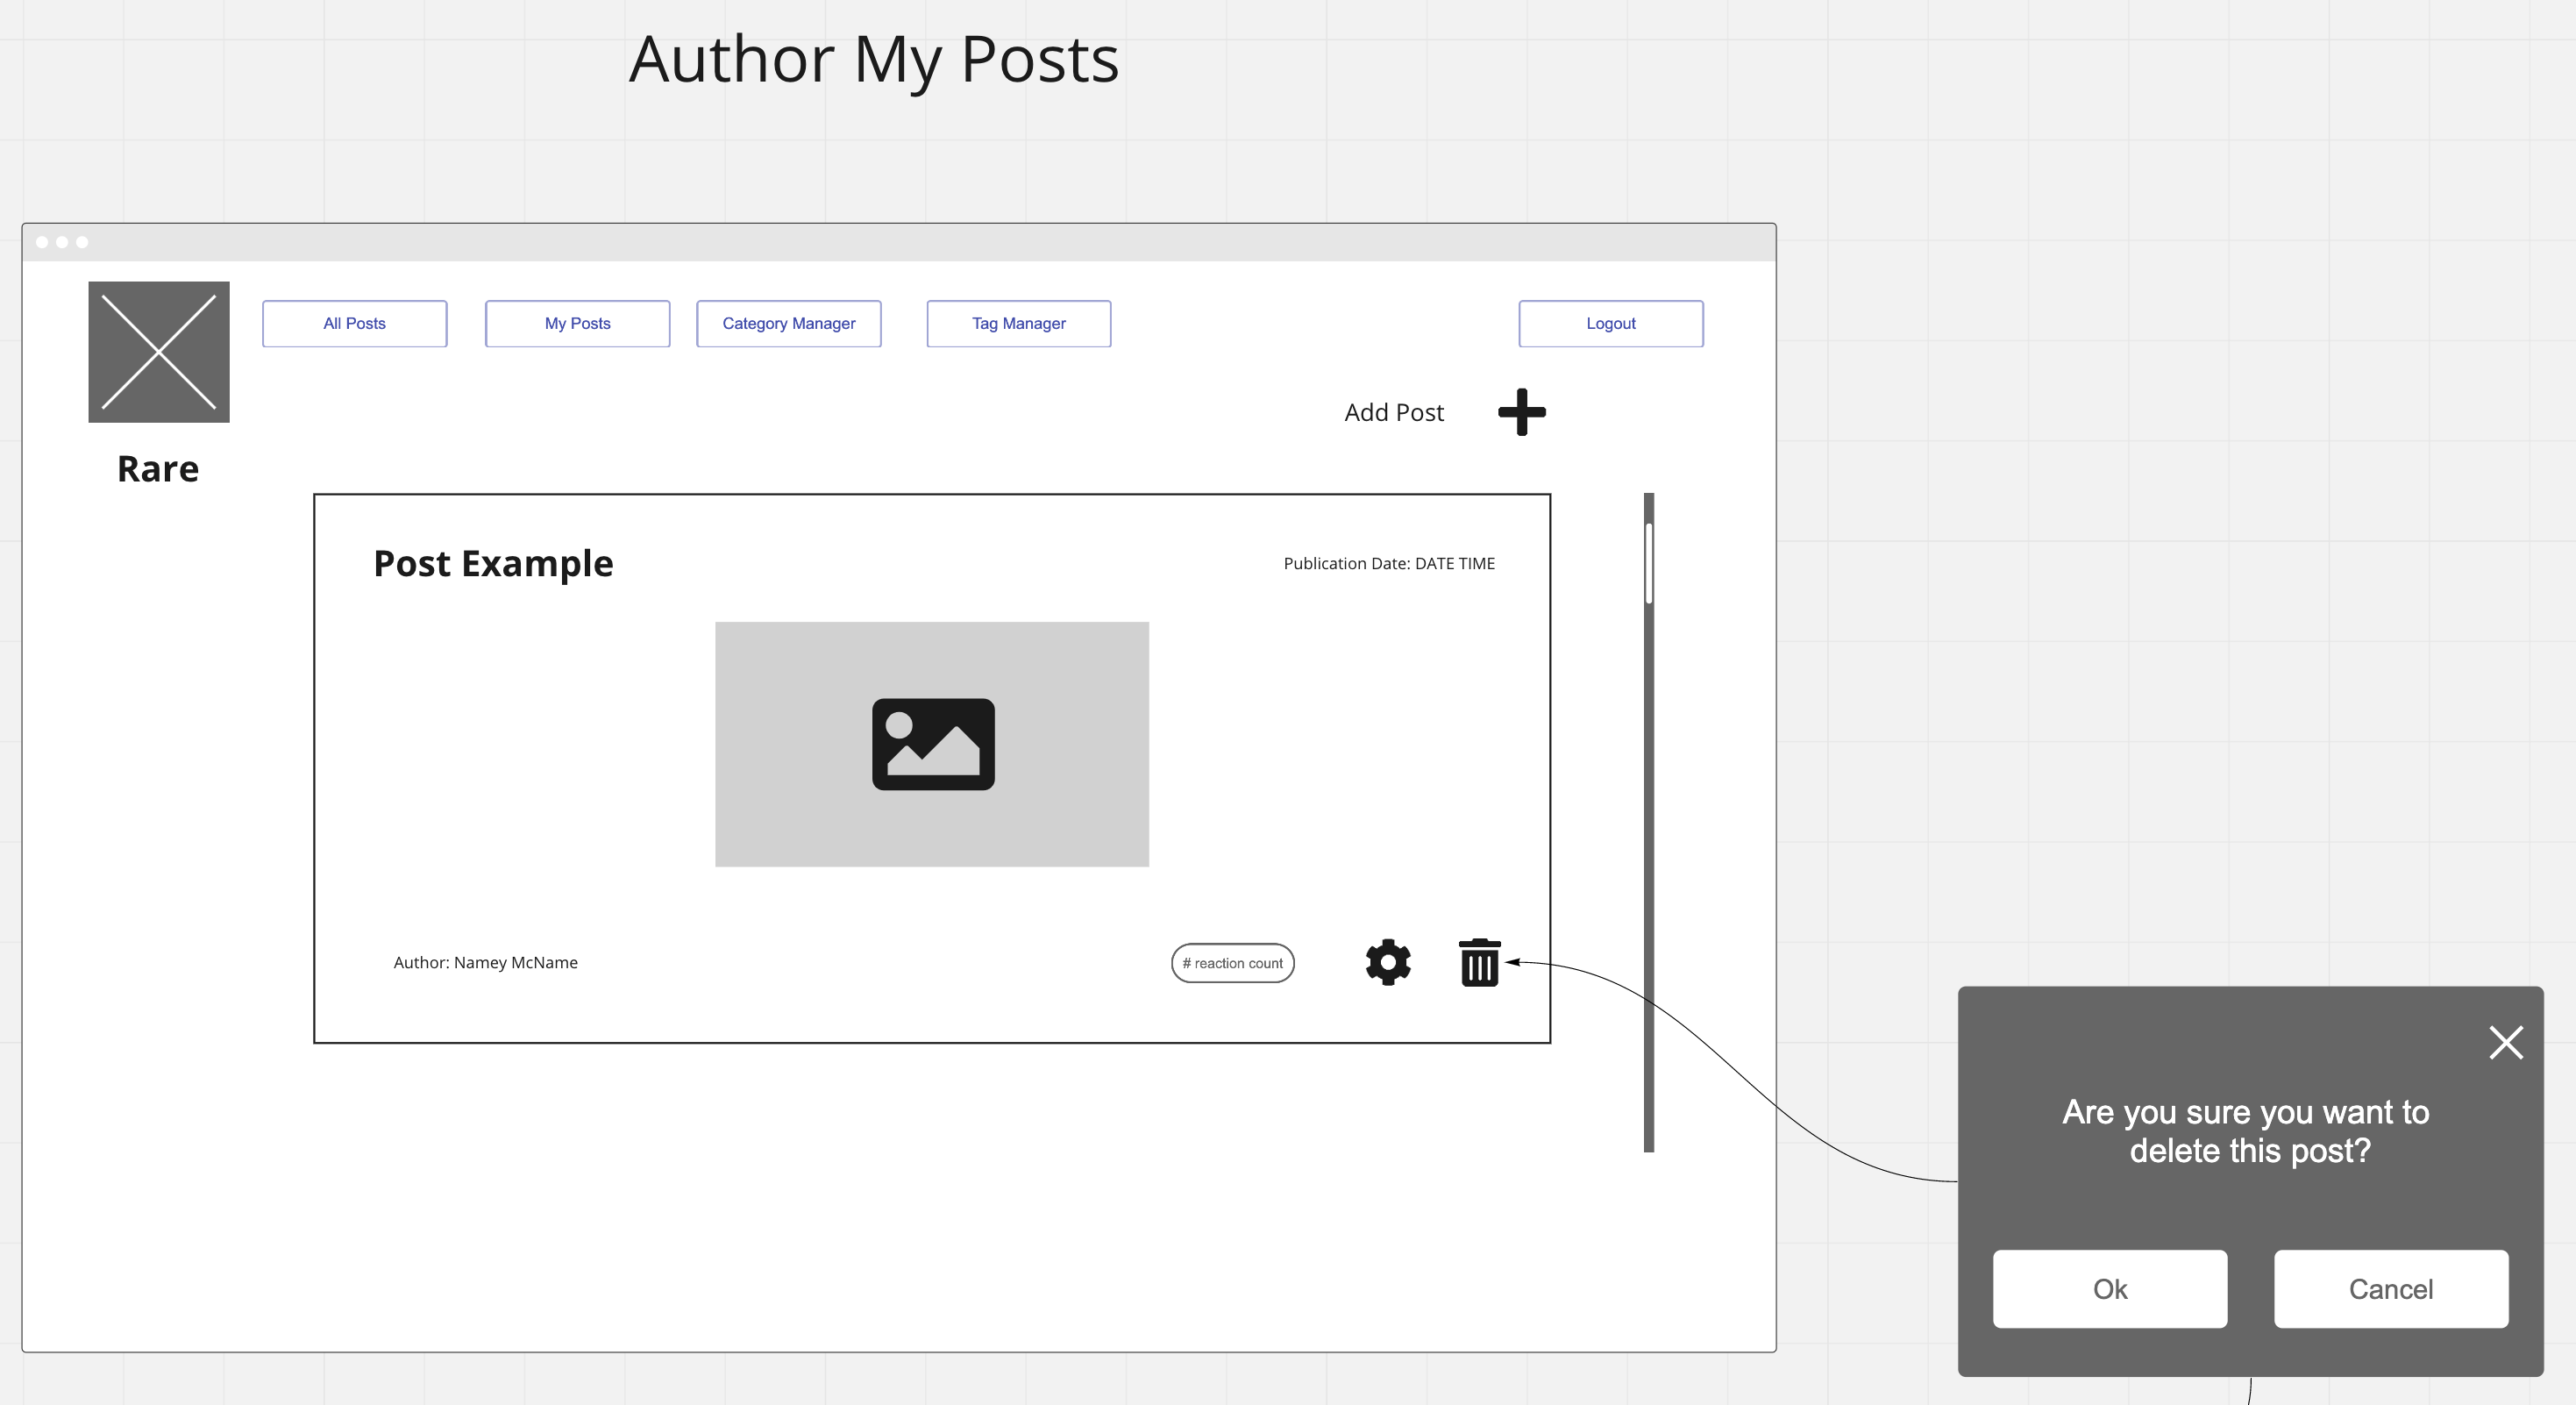 Author My Posts
All Posts
My Posts
Category Manager
Tag Manager
Logout
Add Post
Rare
Post Example
Publication Date: DATE TIME
Author: Namey McName
# reaction count
Are you sure you want to
delete this post?
Ok
Cancel